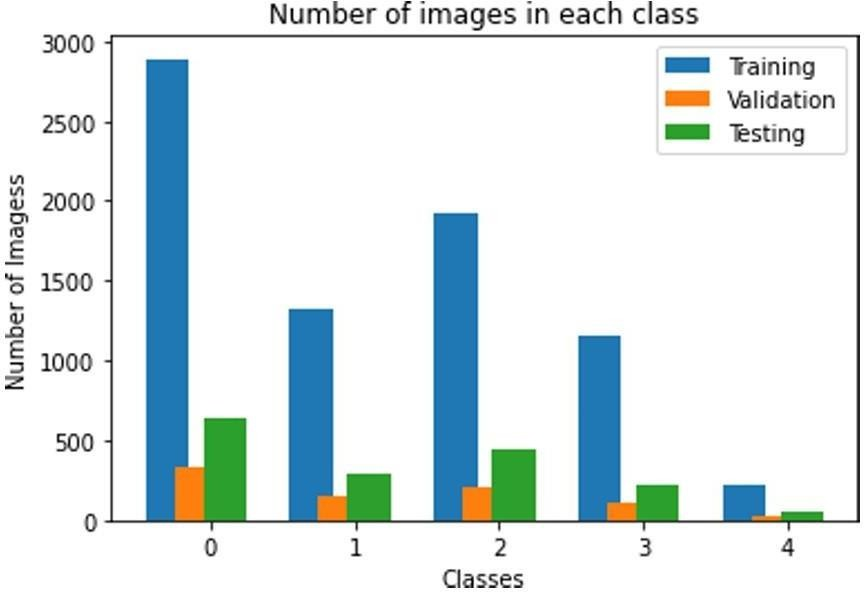 Number of images in each class
3000
2500
2000
1500
1000
500
0
Number of Imagess
Training
Validation
Testing
0 1 2 3 4
Classes